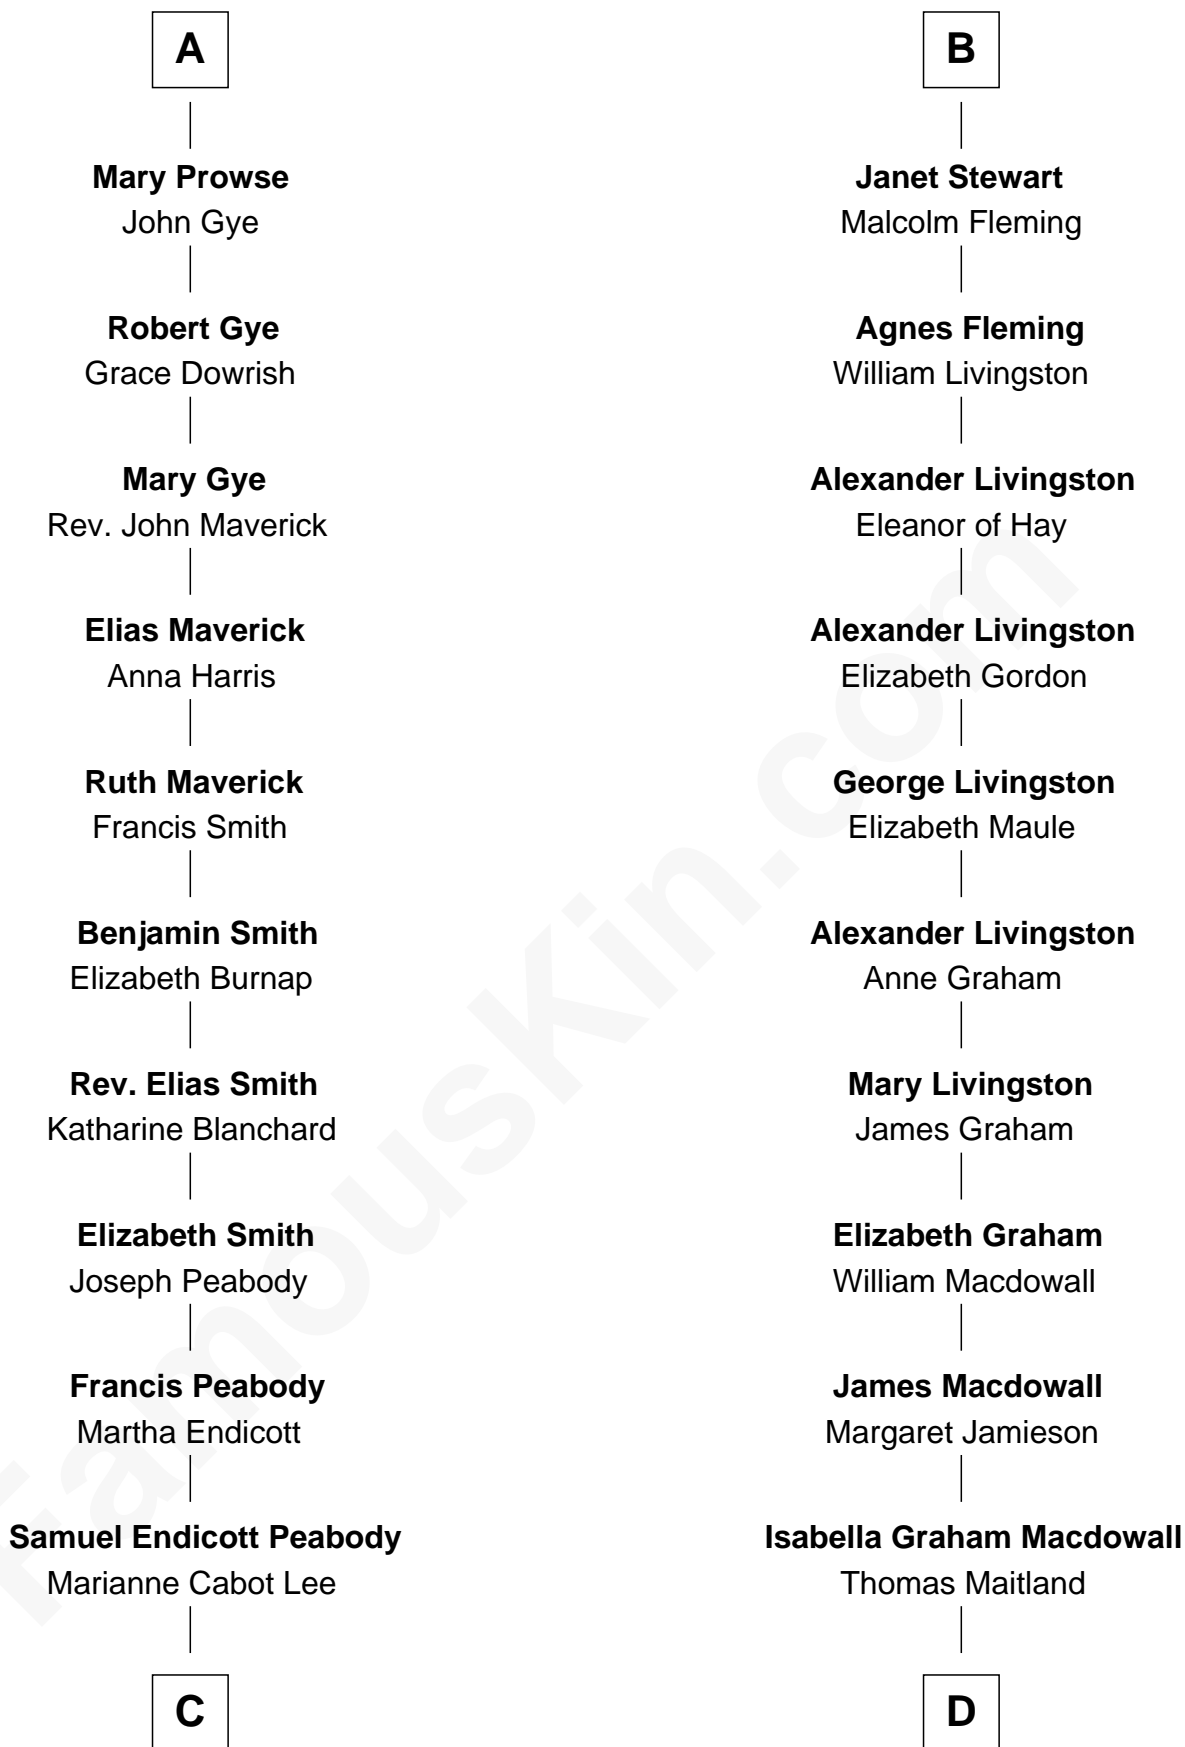 A
Mary Prowse
John Gye
Robert Gye
Grace Dowrish
Mary Gye
Rev. John Maverick
Elias Maverick
Anna Harris
Ruth Maverick
Francis Smith
Benjamin Smith
Elizabeth Burnap
Rev. Elias Smith
Katharine Blanchard
Elizabeth Smith
Joseph Peabody
Francis Peabody
Martha Endicott
Samuel Endicott Peabody
Marianne Cabot Lee
C
B
Janet Stewart
Malcolm Fleming
Agnes Fleming
William Livingston
Alexander Livingston
Eleanor of Hay
Alexander Livingston
Elizabeth Gordon
George Livingston
Elizabeth Maule
Alexander Livingston
Anne Graham
Mary Livingston
James Graham
Elizabeth Graham
William Macdowall
James Macdowall
Margaret Jamieson
Isabella Graham Macdowall
Thomas Maitland
D
FamousKin.com